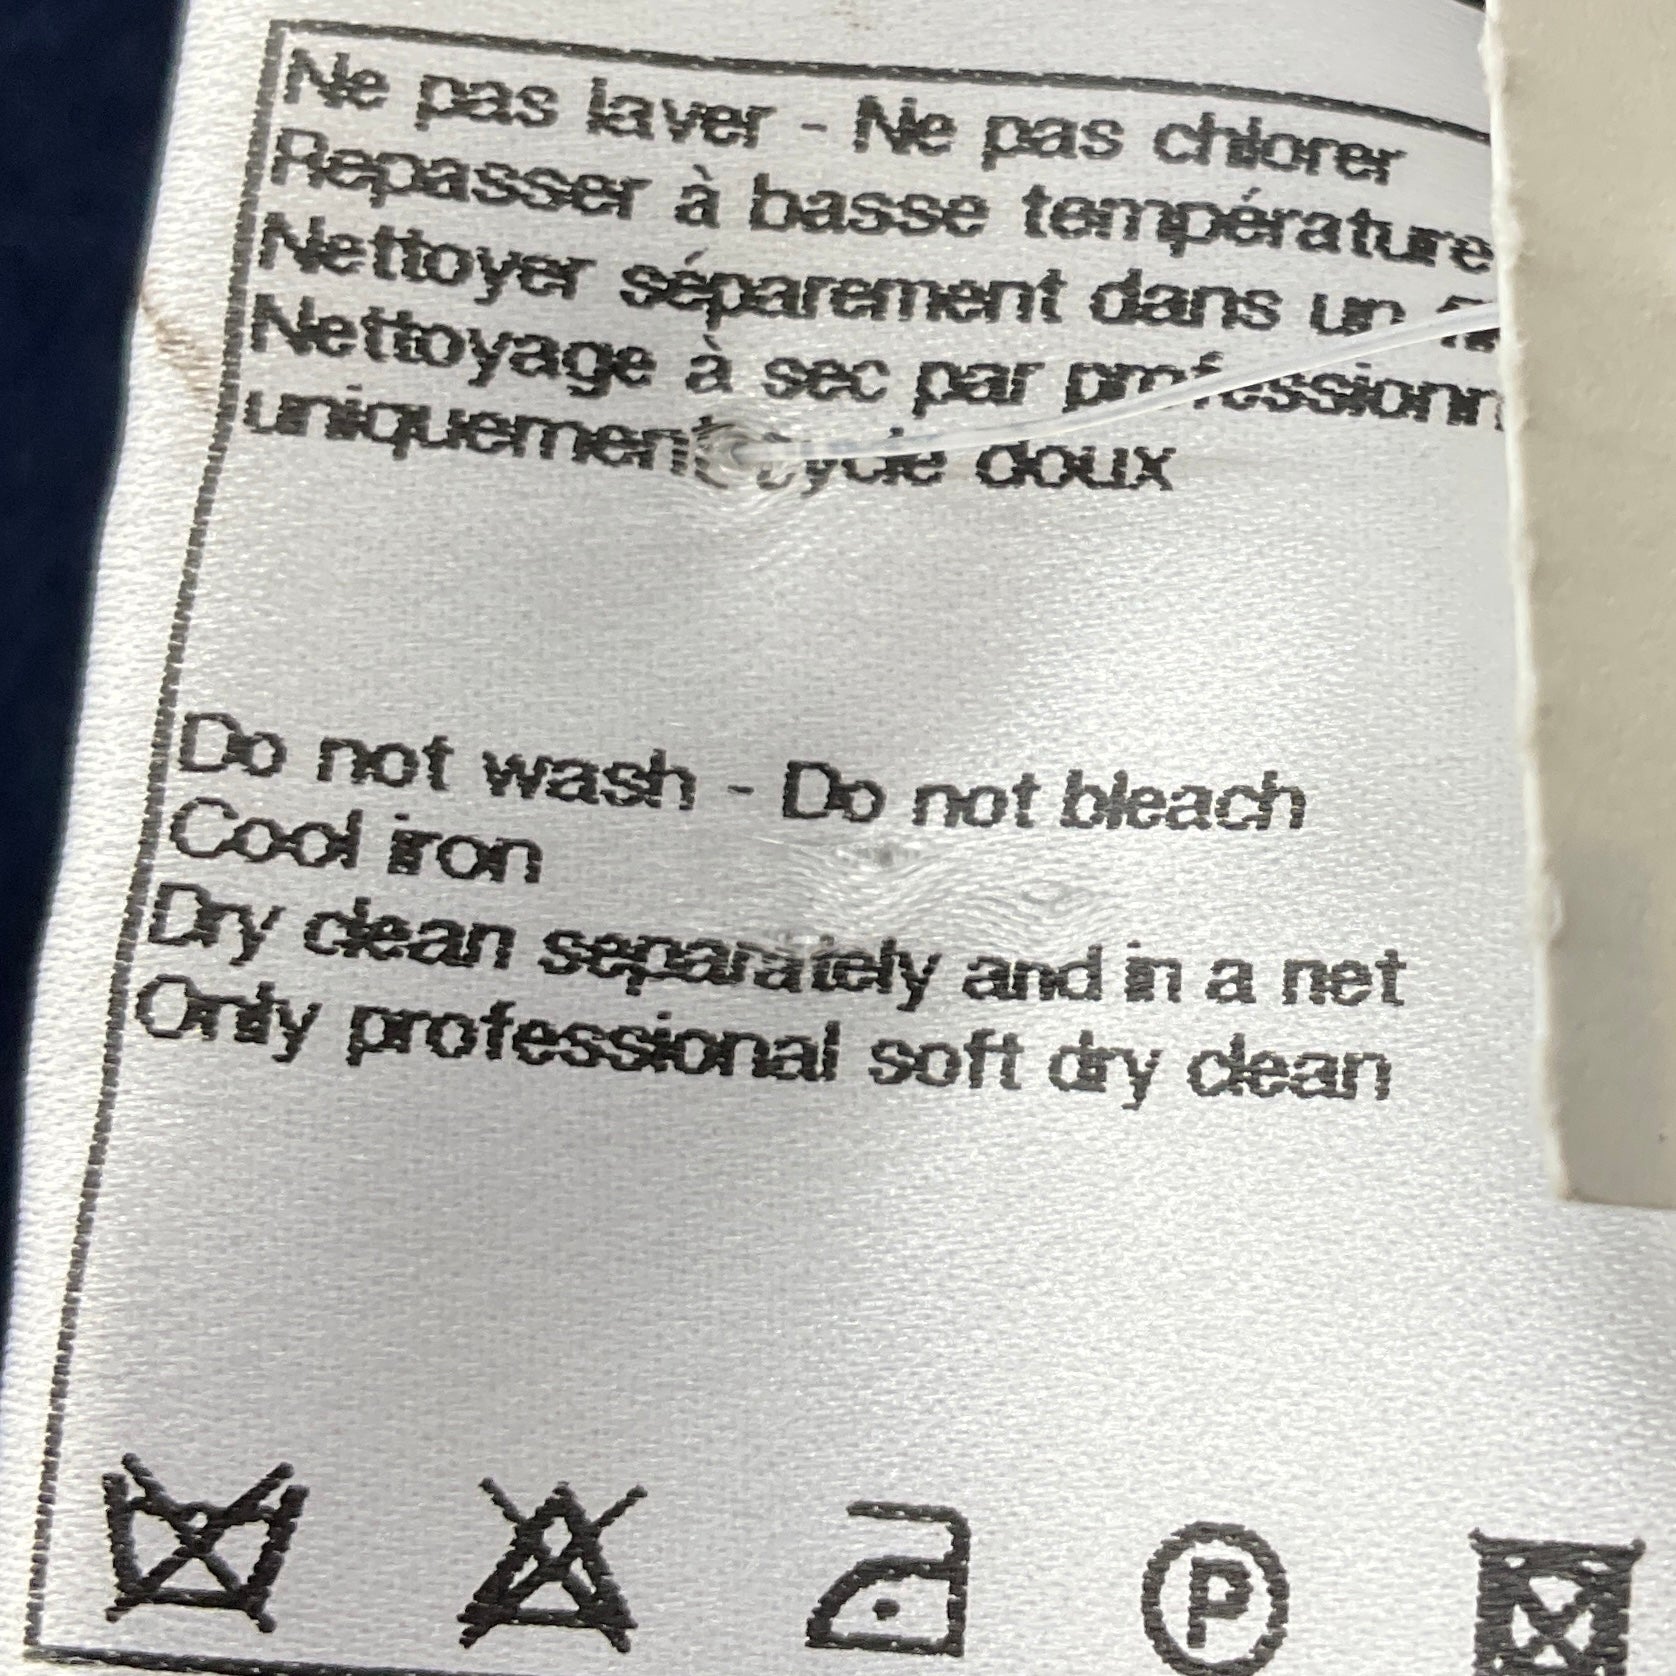 Ne pas laver - Ne pas chlorer
Repasser à basse température
Nettoyer séparement dans un
Nettoyage à sec par
uniquement cycle doux
Do not wash - Do not bleach
Cool iron
Dry clean separately and in a net
Only professional soft dry clean
P